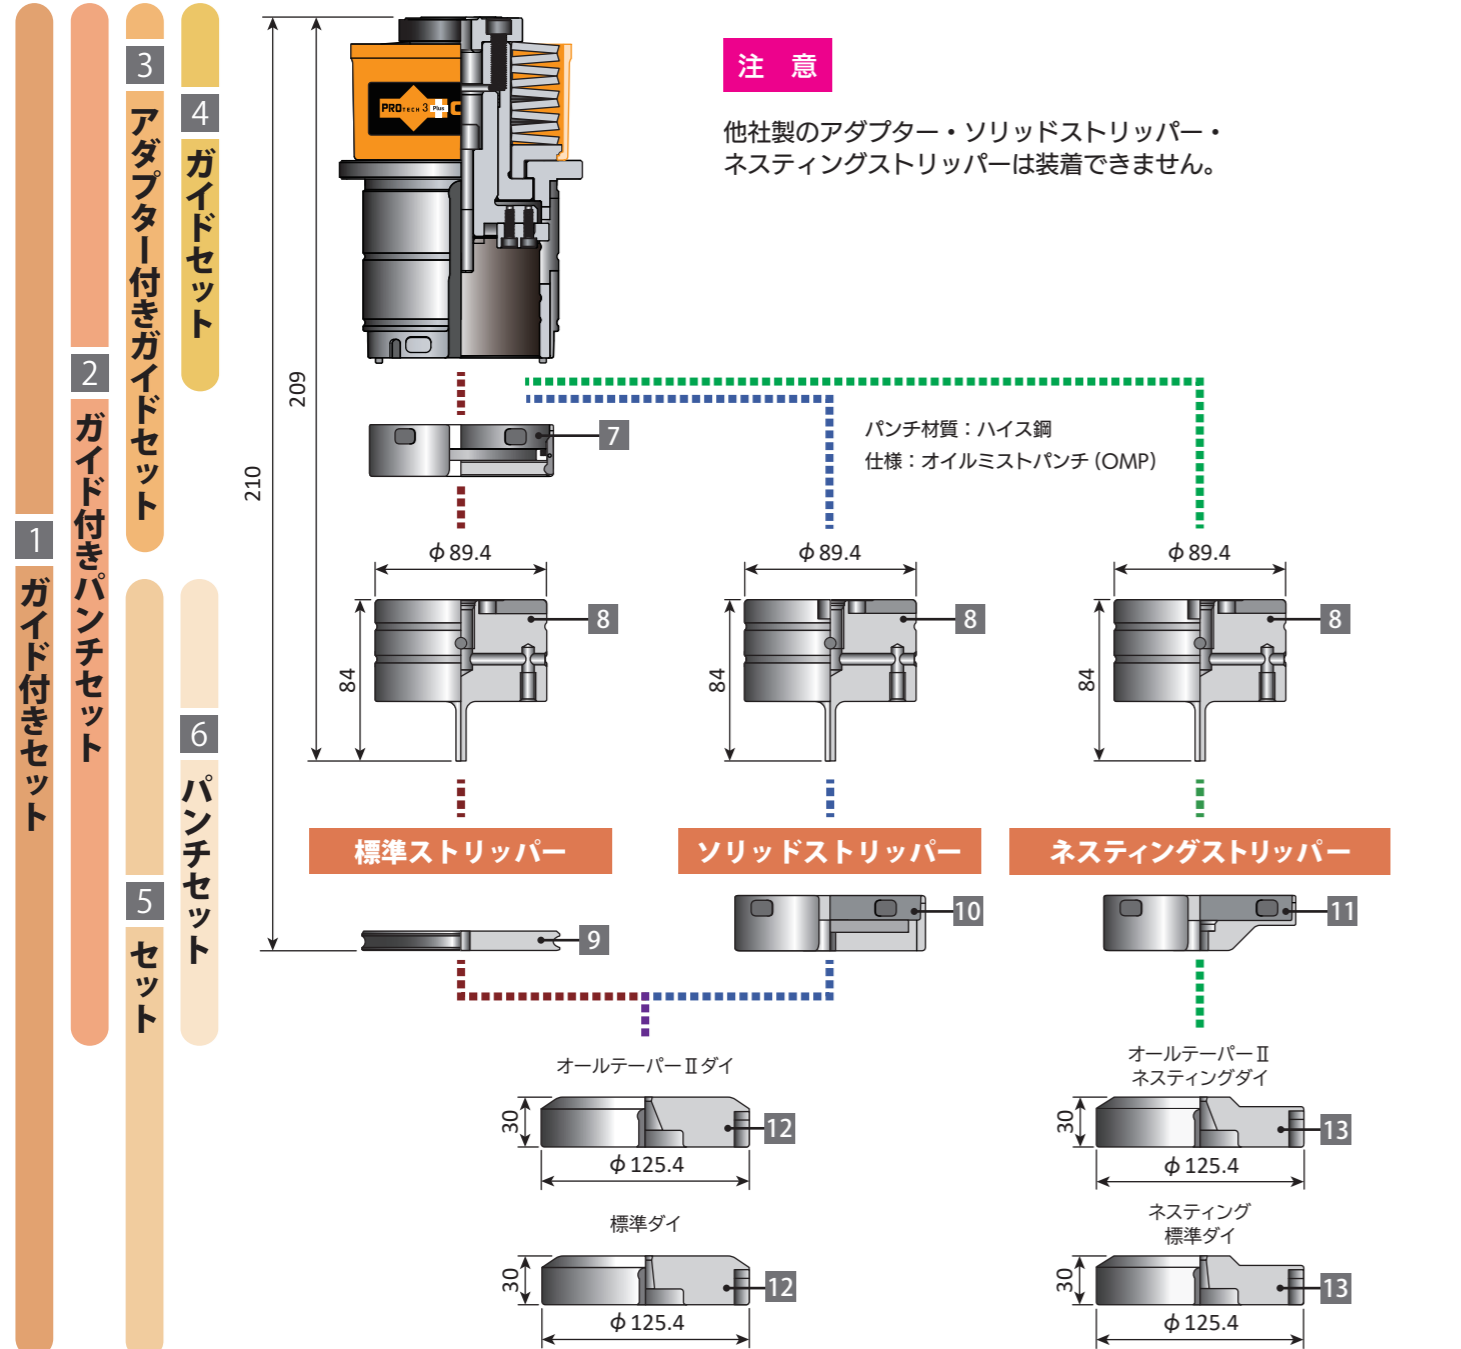 1
ガイド付きセット
2
ガイド付きパンチセット
3
アダプター付きガイドセット
4
ガイドセット
5
セット
6
パンチセット
PROTECH 3 Plus
注 意
他社製のアダプター・ソリッドストリッパー・
ネスティングストリッパーは装着できません。
210
209
7
パンチ材質：ハイス鋼
仕様：オイルミストパンチ（OMP）
φ89.4
φ89.4
φ89.4
84
8
84
8
84
8
標準ストリッパー
ソリッドストリッパー
ネスティングストリッパー
9
10
11
オールテーパーⅡダイ
30
12
φ125.4
標準ダイ
30
12
φ125.4
オールテーパーⅡ
ネスティングダイ
30
13
φ125.4
ネスティング
標準ダイ
30
13
φ125.4